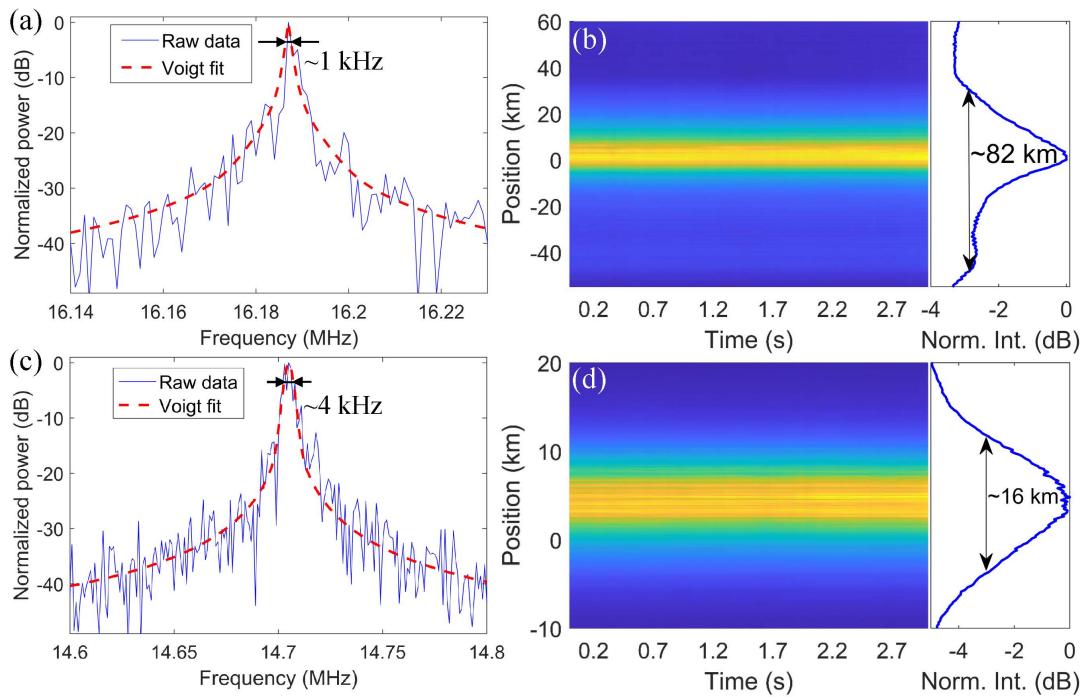 (a)
Raw data
Voigt fit
~1 kHz
0
-10
-20
-30
-40
Normalized power (dB)
16.14 16.16 16.18 16.2 16.22
Frequency (MHz)
(b)
60
40
20
0
-20
-40
Position (km)
0.2 0.7 1.2 1.7 2.2 2.7
Time (s)
~82 km
-4 -2 0
Norm. Int. (dB)
(c)
Raw data
Voigt fit
~4 kHz
0
-10
-20
-30
-40
Normalized power (dB)
14.6 14.65 14.7 14.75 14.8
Frequency (MHz)
(d)
20
10
0
-10
Position (km)
0.2 0.7 1.2 1.7 2.2 2.7
Time (s)
~16 km
-4 -2 0
Norm. Int. (dB)